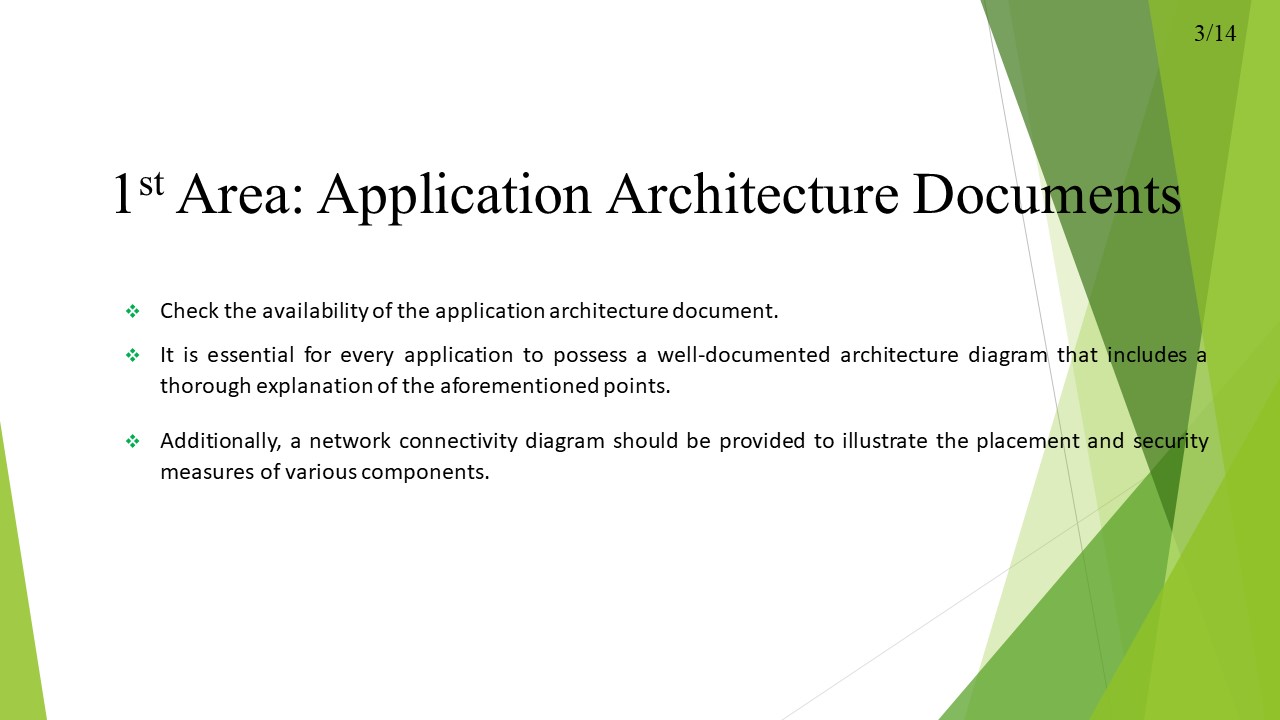 3/14
1st Area: Application Architecture Documents
❖ Check the availability of the application architecture document.
❖ It is essential for every application to possess a well-documented architecture diagram that includes a
thorough explanation of the aforementioned points.
❖ Additionally, a network connectivity diagram should be provided to illustrate the placement and security
measures of various components.